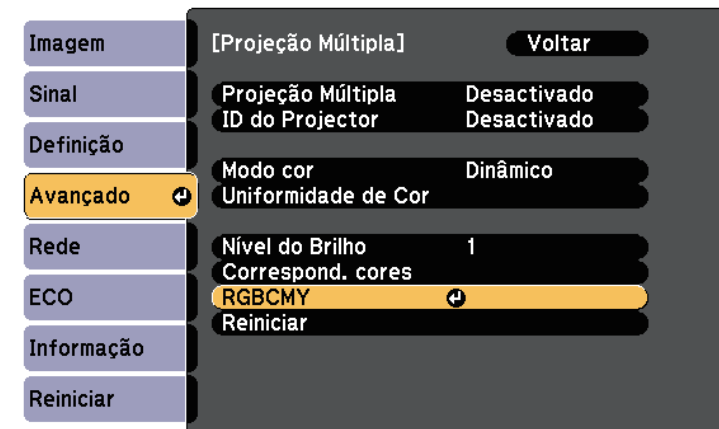 Imagem
Sinal
Definição
Avançado
Rede
ECO
Informação
Reiniciar
[Projeção Múltipla] Voltar
Projeção Múltipla Desactivado
ID do Projector Desactivado
Modo cor Dinâmico
Uniformidade de Cor
Nível do Brilho 1
Correspond. cores
RGBCMY
Reiniciar